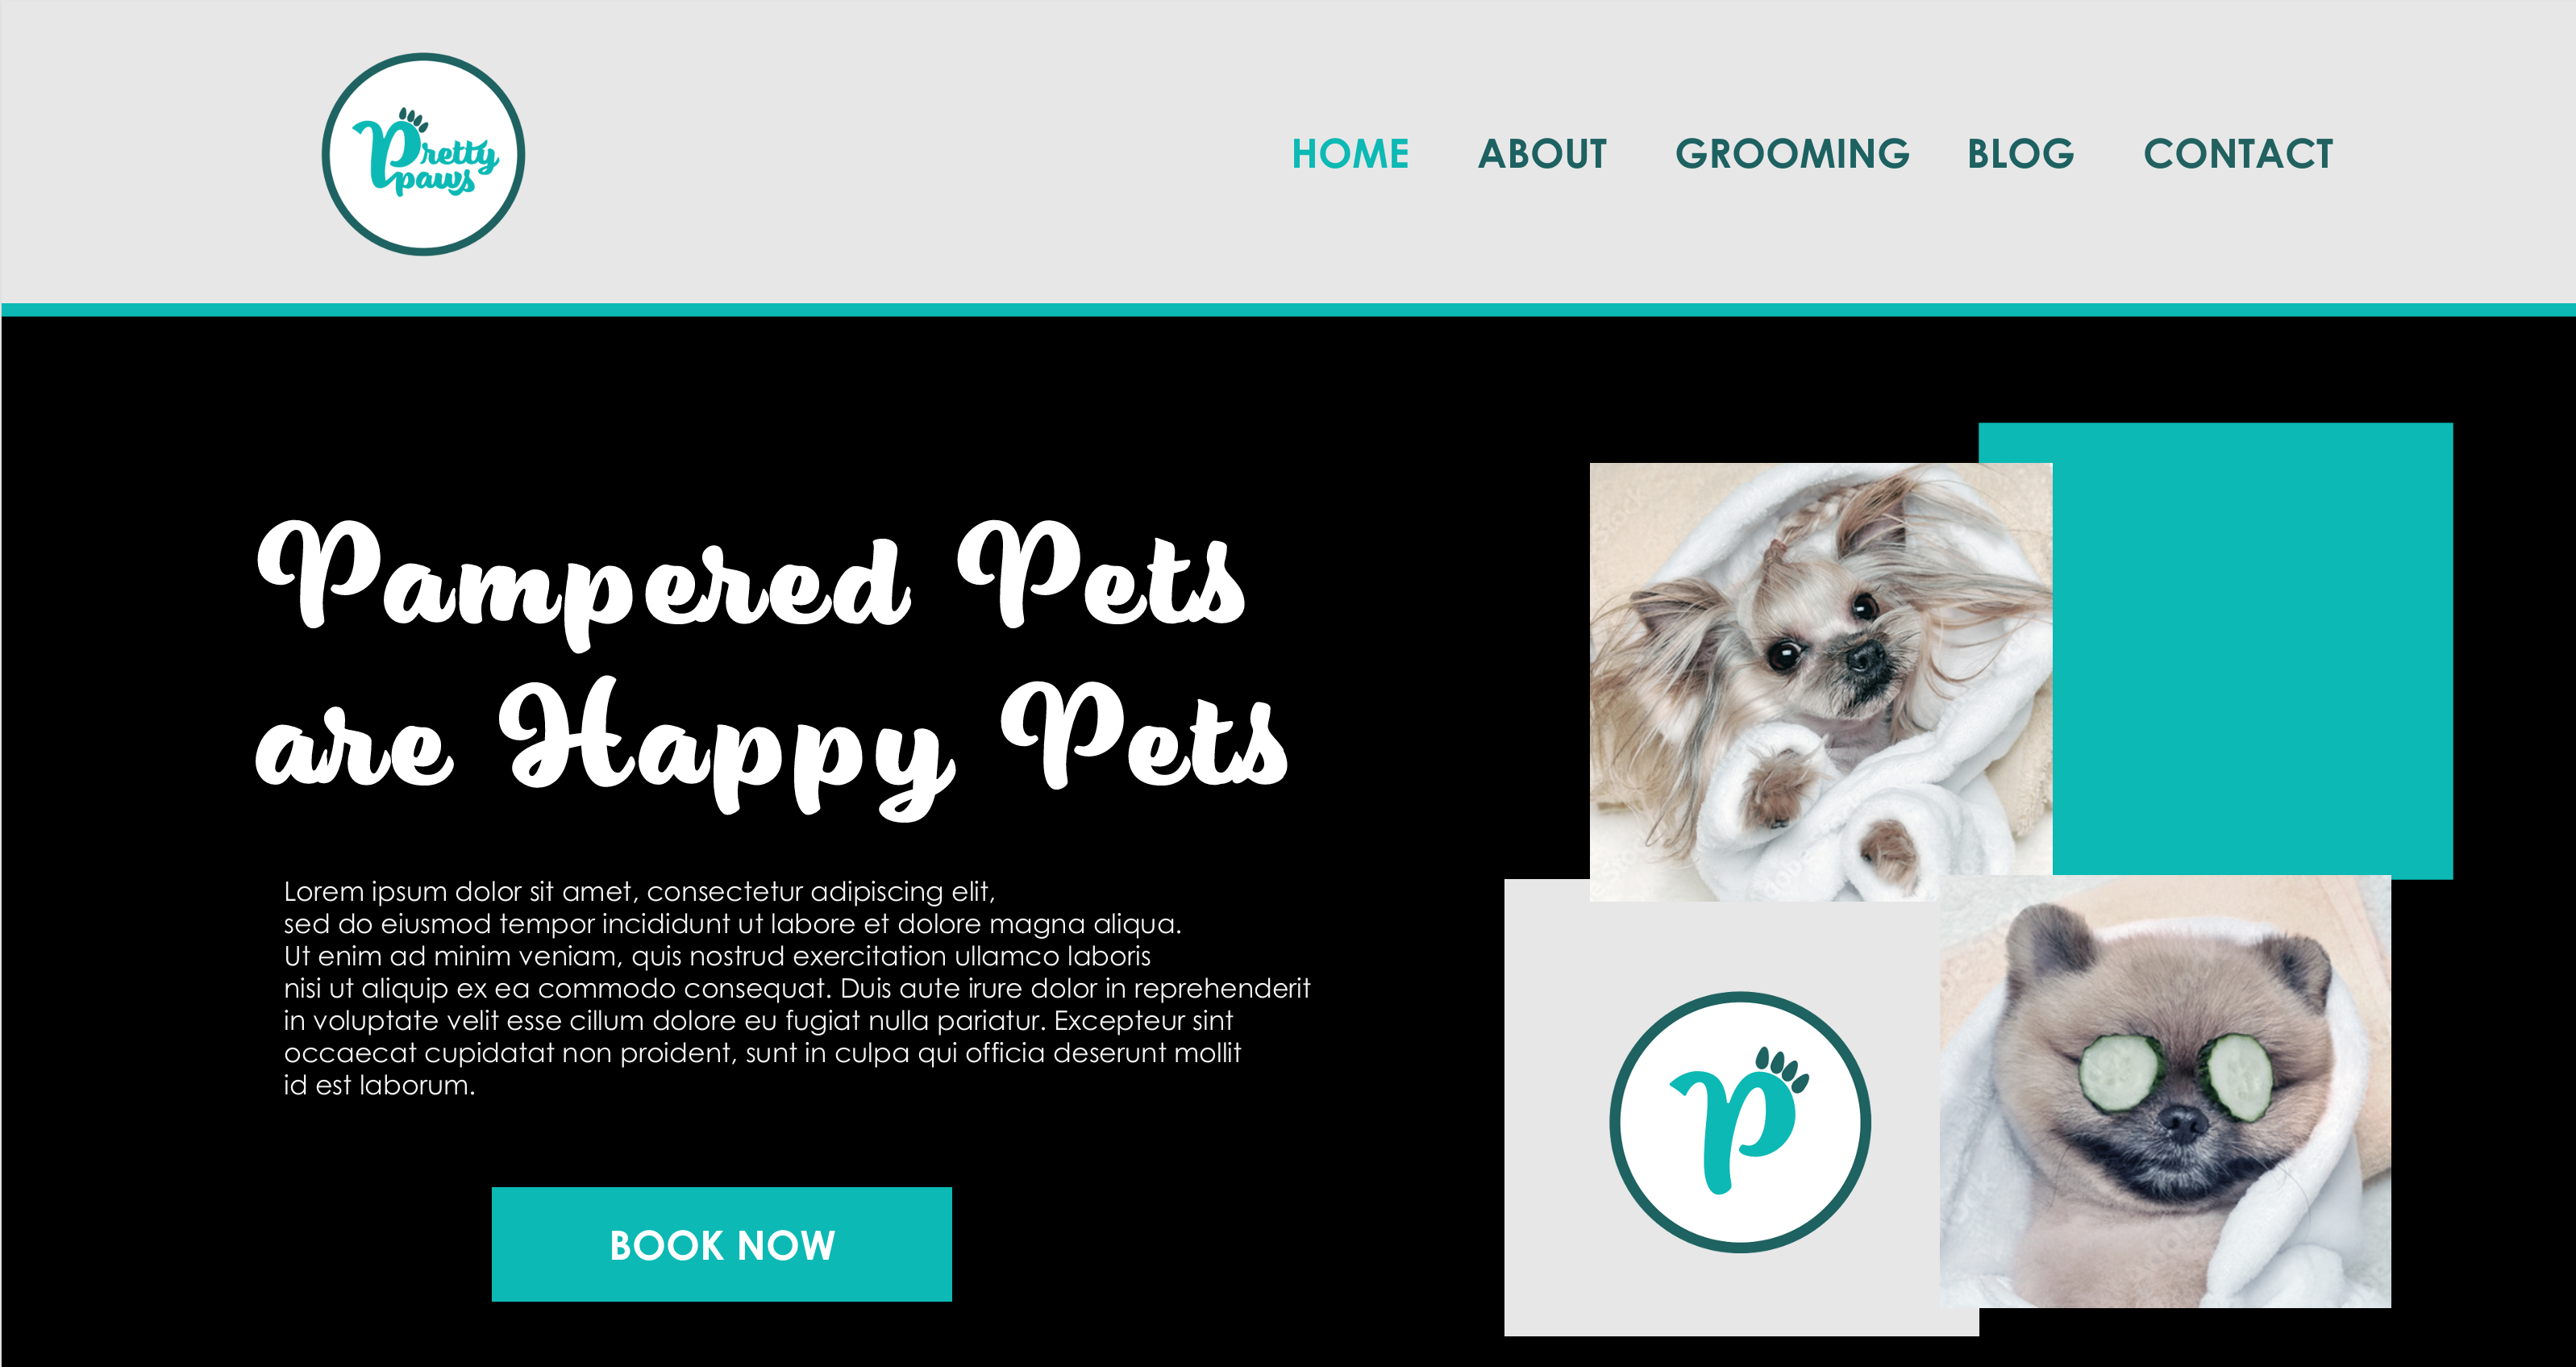 Pretty
paws
HOME ABOUT GROOMING BLOG CONTACT
Pampered Pets
are Happy Pets
Lorem ipsum dolor sit amet, consectetur adipiscing elit,
sed do eiusmod tempor incididunt ut labore et dolore magna aliqua.
Ut enim ad minim veniam, quis nostrud exercitation ullamco laboris
nisi ut aliquip ex ea commodo consequat. Duis aute irure dolor in reprehenderit
in voluptate velit esse cillum dolore eu fugiat nulla pariatur. Excepteur sint
occaecat cupidatat non proident, sunt in culpa qui officia deserunt mollit
id est laborum.
BOOK NOW
p